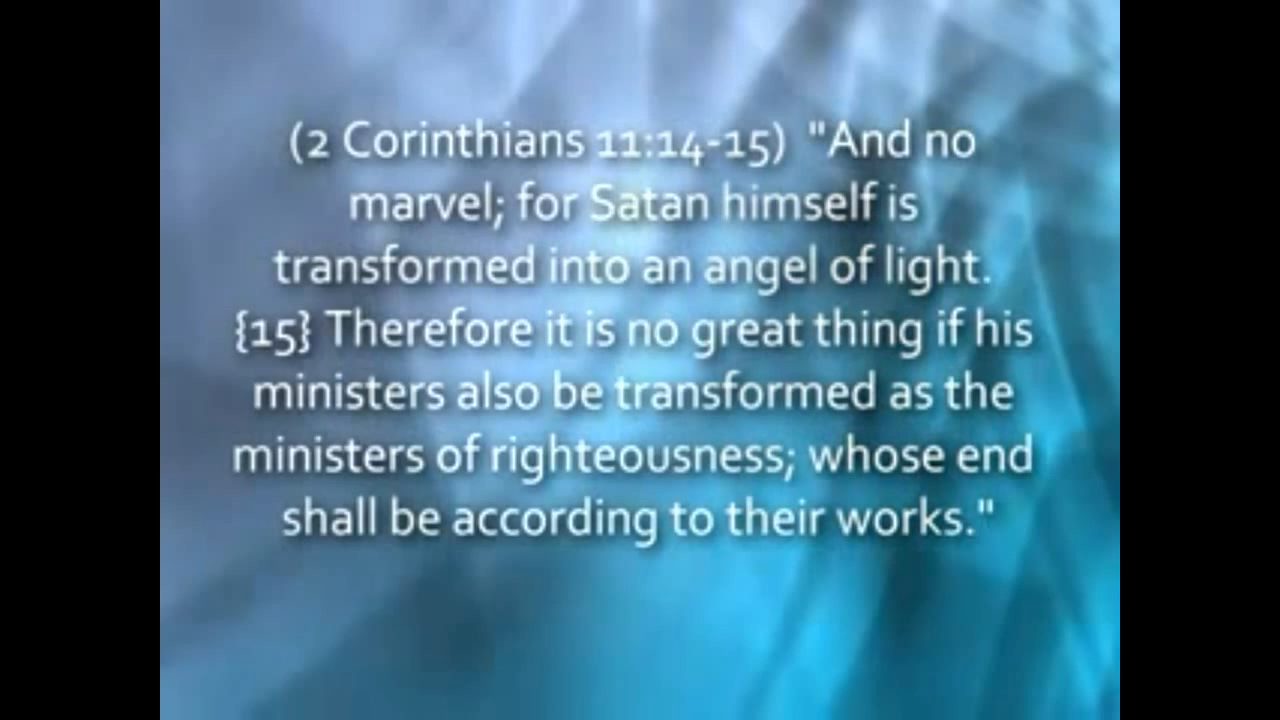 (2 Corinthians 11:14-15)  "And no
marvel; for Satan himself is
transformed into an angel of light.
{15} Therefore it is no great thing if his
ministers also be transformed as the
ministers of righteousness; whose end
shall be according to their works."